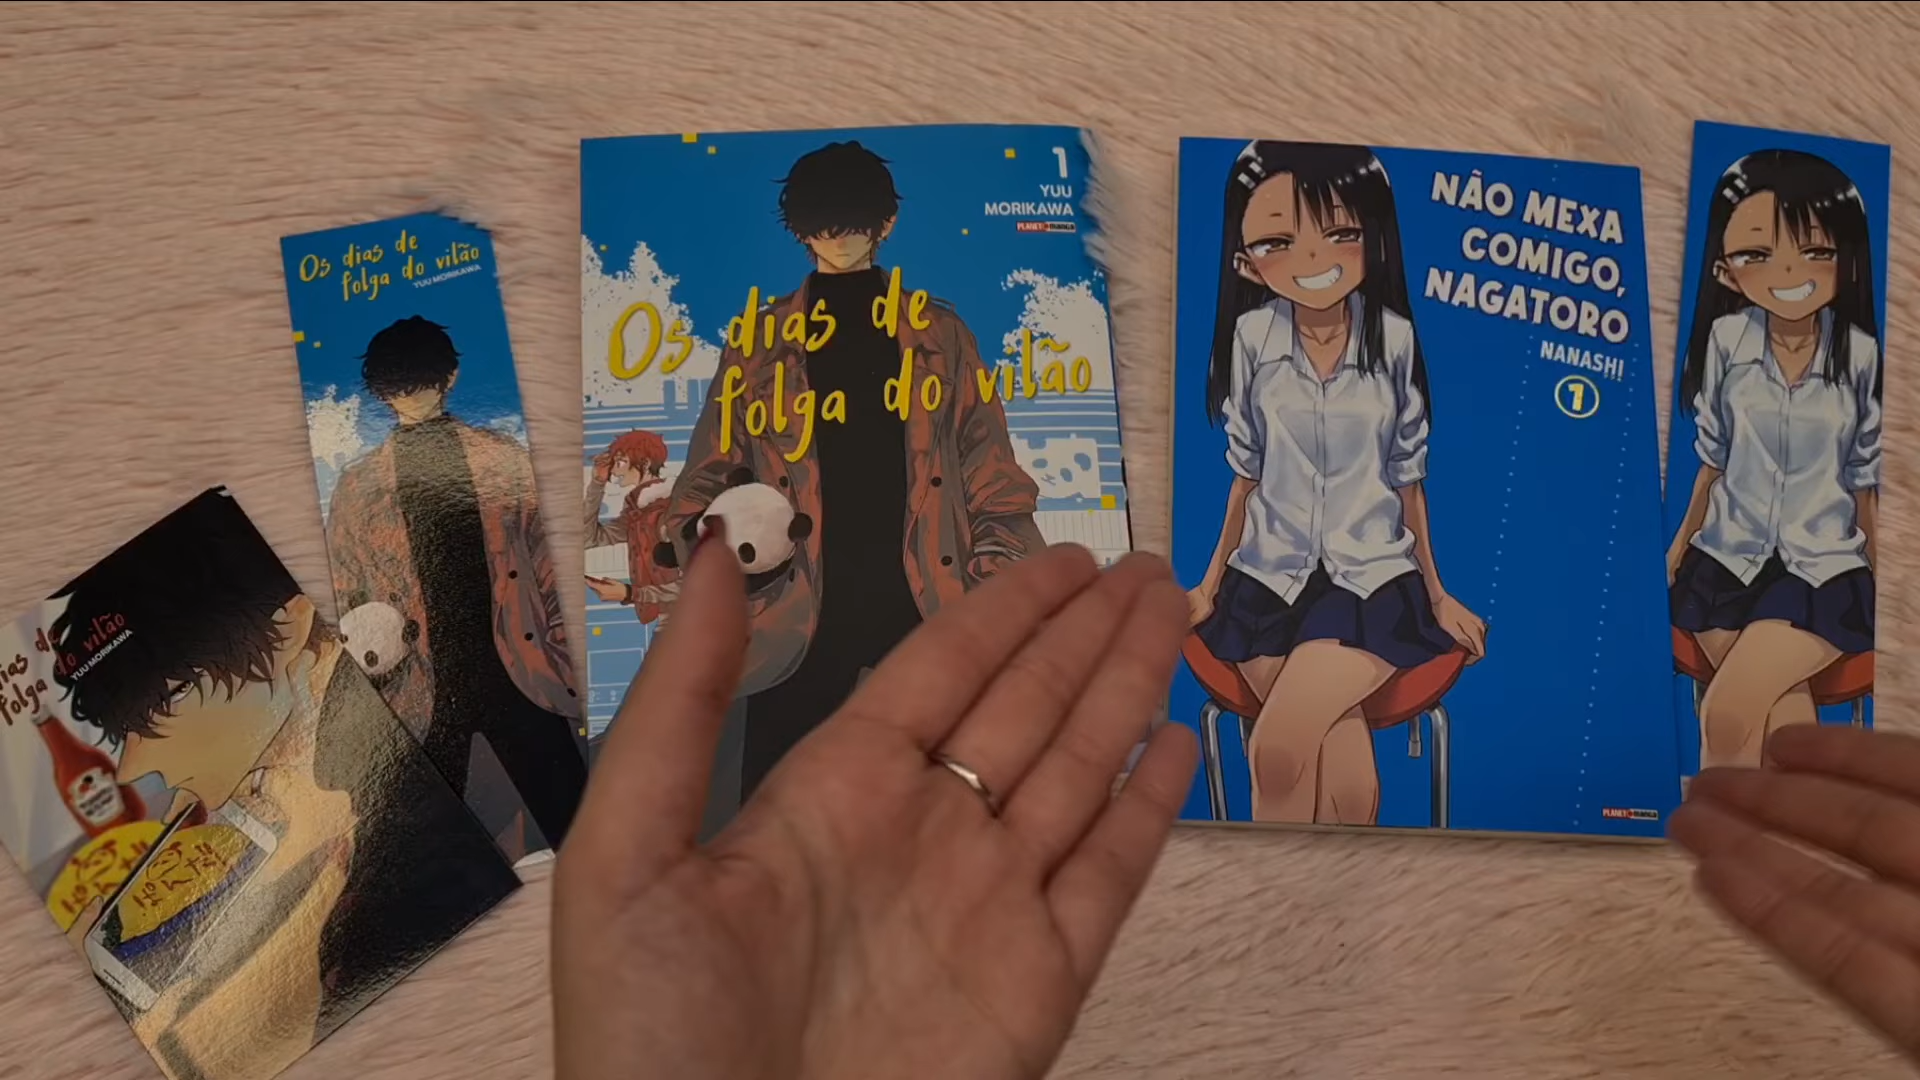 Os dias de
folga do vilão
YUU MORIKAWA
1
YUU
MORIKAWA
PLANET manga
Os dias de
folga do vilão
NÃO MEXA
COMIGO,
NAGATORO
NANASHI
1
PLANET manga
dias de
folga do vilão
YUU MORIKAWA